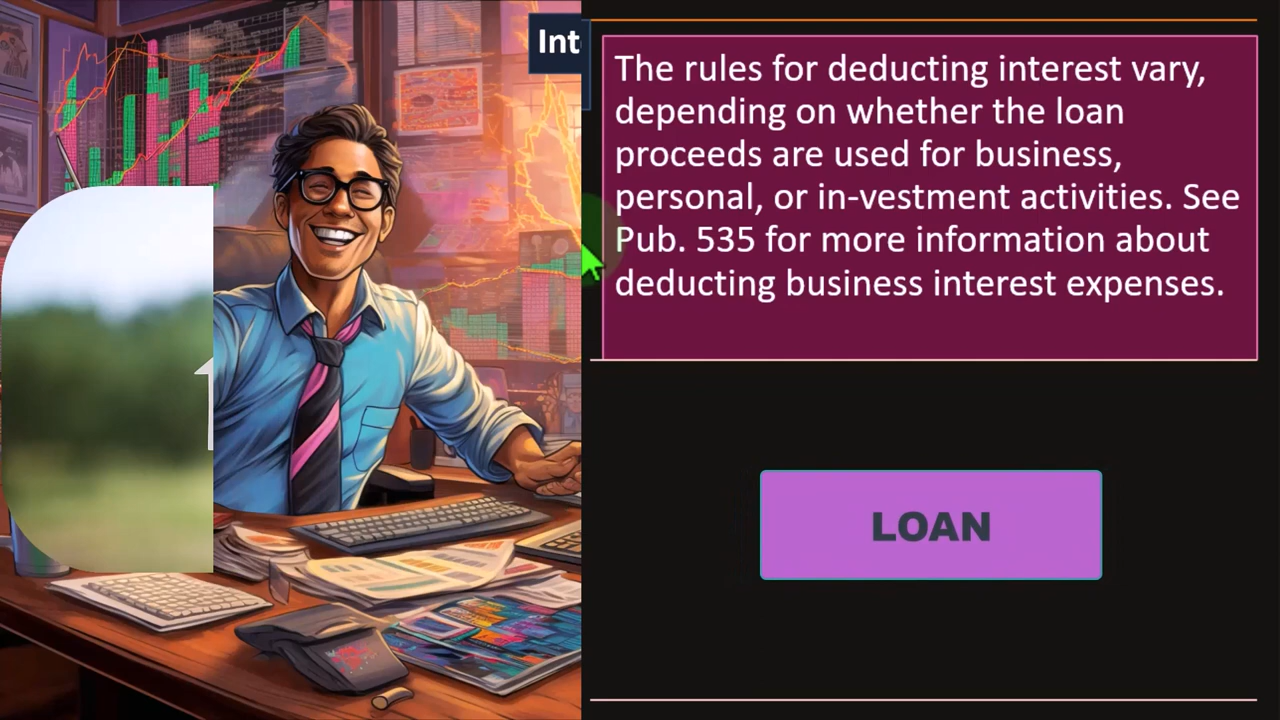 Int
The rules for deducting interest vary,
depending on whether the loan
proceeds are used for business,
personal, or in-vestment activities. See
Pub. 535 for more information about
deducting business interest expenses.
LOAN